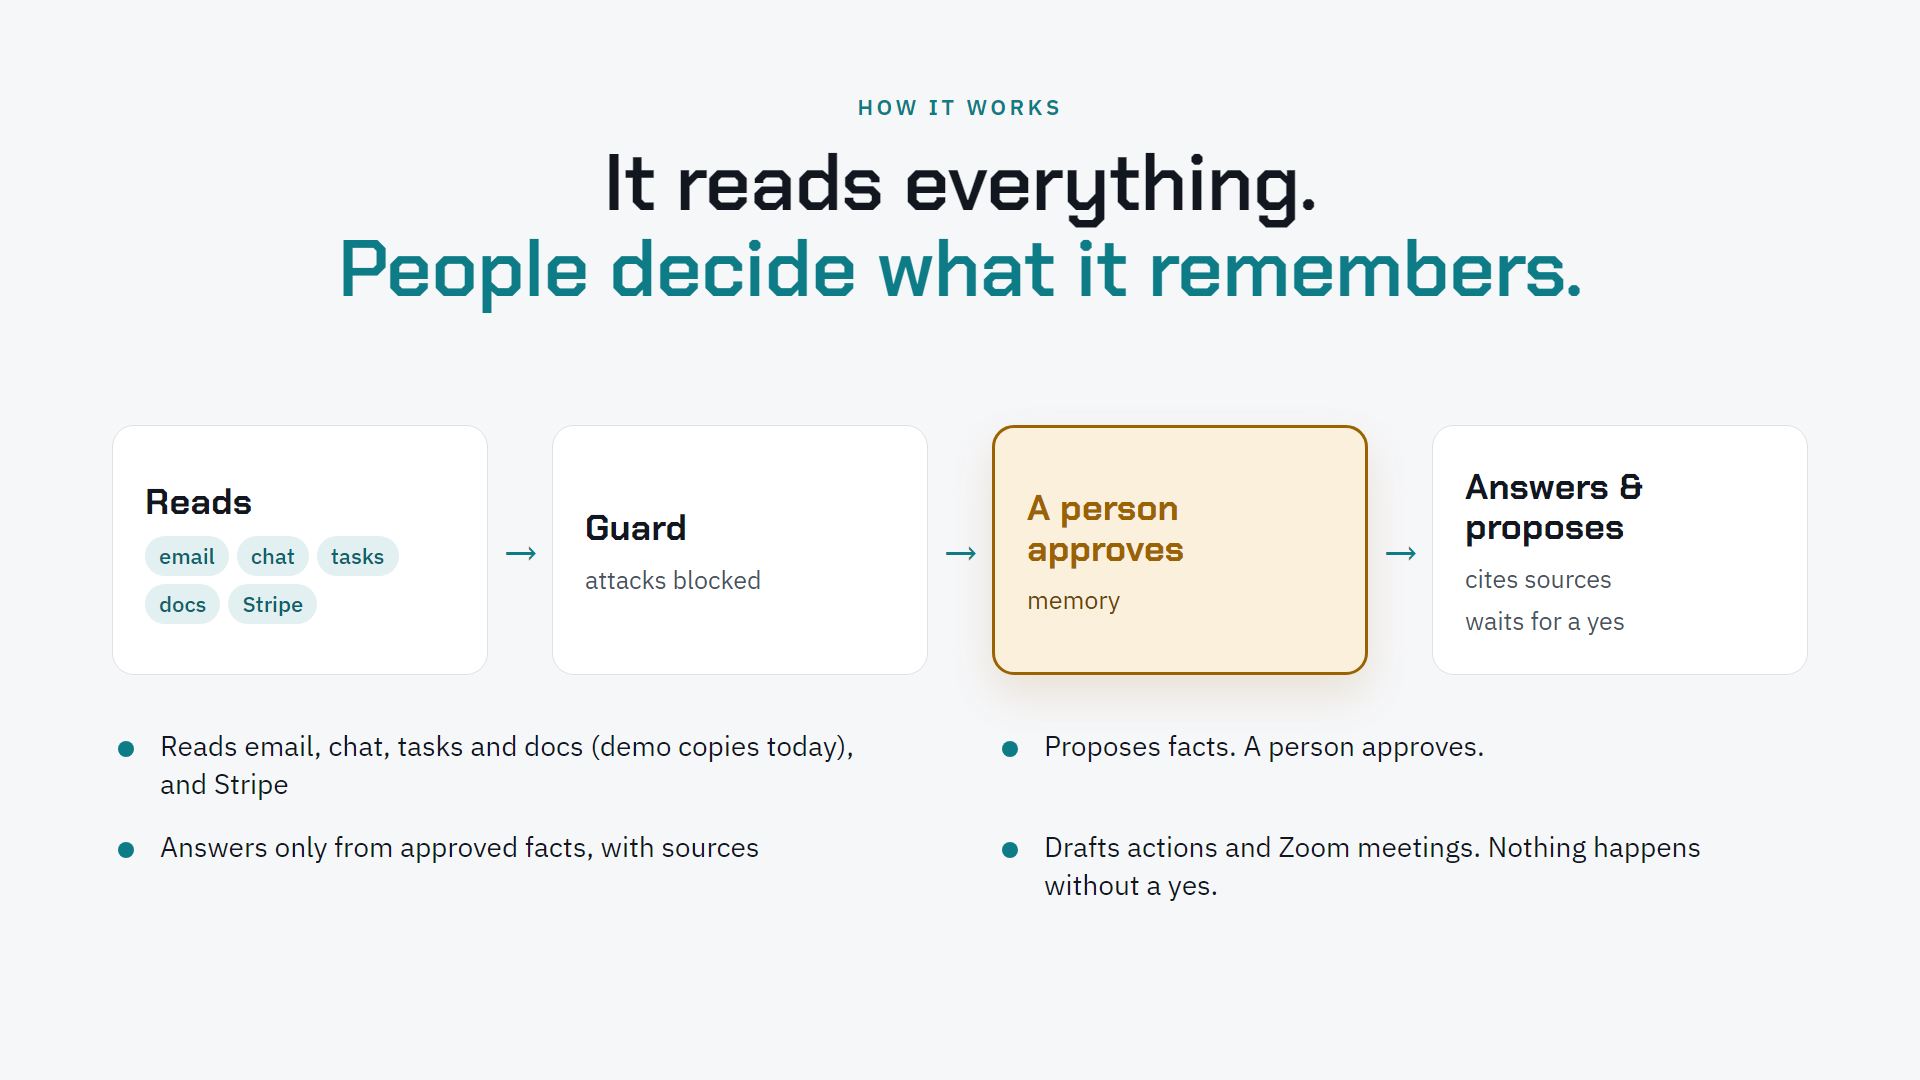 HOW IT WORKS
It reads everything.
People decide what it remembers.
Reads
email chat tasks
docs Stripe
→
Guard
attacks blocked
→
A person
approves
memory
→
Answers &
proposes
cites sources
waits for a yes
Reads email, chat, tasks and docs (demo copies today),
and Stripe
Proposes facts. A person approves.
Answers only from approved facts, with sources
Drafts actions and Zoom meetings. Nothing happens
without a yes.